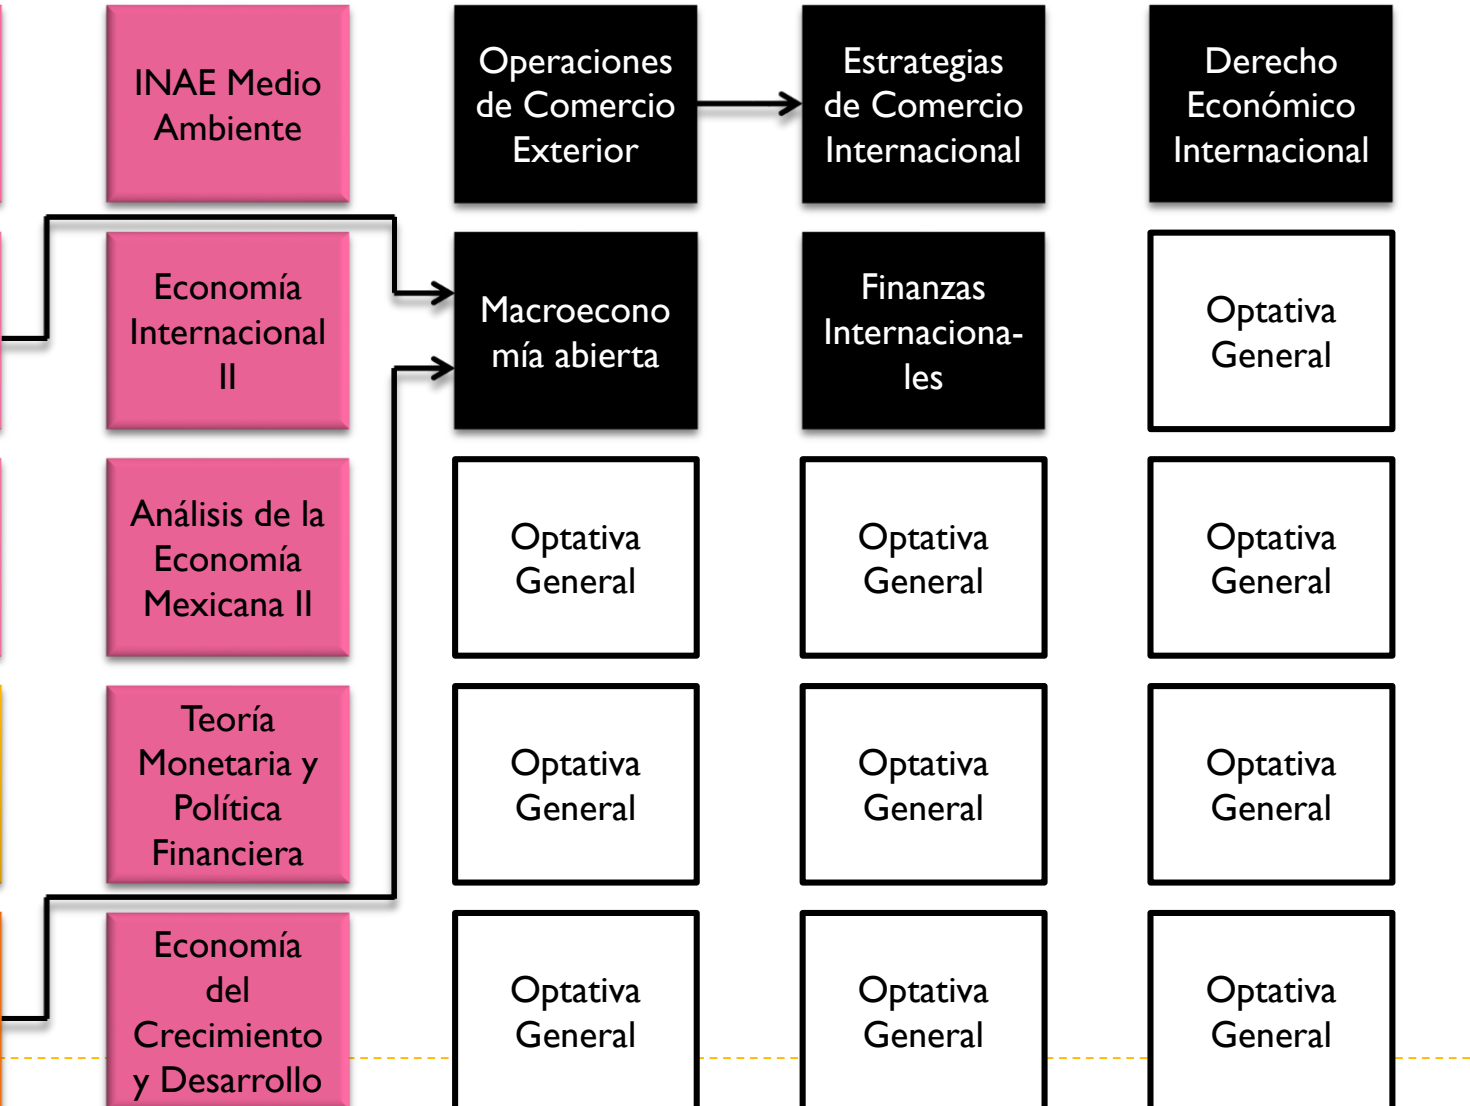 INAE Medio
Ambiente
Operaciones
de Comercio
Exterior
Estrategias
de Comercio
Internacional
Derecho
Económico
Internacional
Economía
Internacional
II
Macroecono
mía abierta
Finanzas
Internaciona-
les
Optativa
General
Análisis de la
Economía
Mexicana II
Optativa
General
Optativa
General
Optativa
General
Teoría
Monetaria y
Política
Financiera
Optativa
General
Optativa
General
Optativa
General
Economía
del
Crecimiento
y Desarrollo
Optativa
General
Optativa
General
Optativa
General